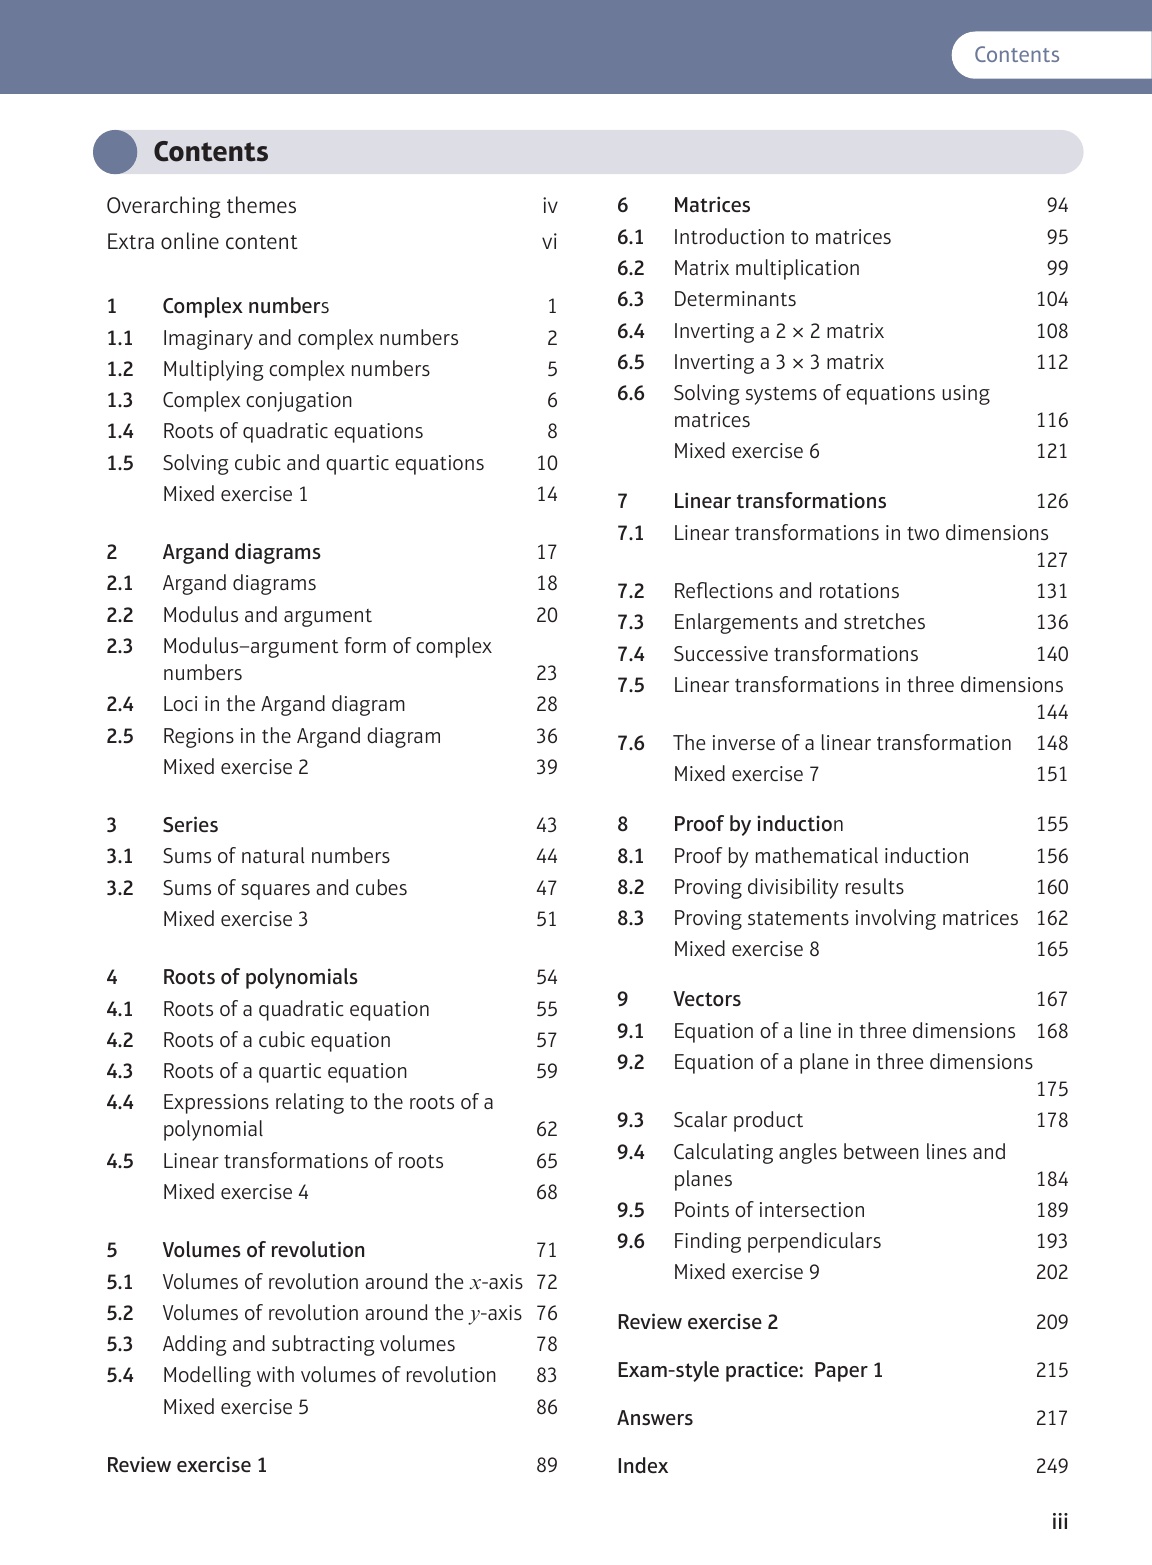 Contents
Contents
Overarching themes iv
Extra online content vi
1 Complex numbers 1
1.1 Imaginary and complex numbers 2
1.2 Multiplying complex numbers 5
1.3 Complex conjugation 6
1.4 Roots of quadratic equations 8
1.5 Solving cubic and quartic equations 10
Mixed exercise 1 14
2 Argand diagrams 17
2.1 Argand diagrams 18
2.2 Modulus and argument 20
2.3 Modulus–argument form of complex
numbers 23
2.4 Loci in the Argand diagram 28
2.5 Regions in the Argand diagram 36
Mixed exercise 2 39
3 Series 43
3.1 Sums of natural numbers 44
3.2 Sums of squares and cubes 47
Mixed exercise 3 51
4 Roots of polynomials 54
4.1 Roots of a quadratic equation 55
4.2 Roots of a cubic equation 57
4.3 Roots of a quartic equation 59
4.4 Expressions relating to the roots of a
polynomial 62
4.5 Linear transformations of roots 65
Mixed exercise 4 68
5 Volumes of revolution 71
5.1 Volumes of revolution around the x-axis 72
5.2 Volumes of revolution around the y-axis 76
5.3 Adding and subtracting volumes 78
5.4 Modelling with volumes of revolution 83
Mixed exercise 5 86
Review exercise 1 89
6 Matrices 94
6.1 Introduction to matrices 95
6.2 Matrix multiplication 99
6.3 Determinants 104
6.4 Inverting a 2 × 2 matrix 108
6.5 Inverting a 3 × 3 matrix 112
6.6 Solving systems of equations using
matrices 116
Mixed exercise 6 121
7 Linear transformations 126
7.1 Linear transformations in two dimensions
127
7.2 Reflections and rotations 131
7.3 Enlargements and stretches 136
7.4 Successive transformations 140
7.5 Linear transformations in three dimensions
144
7.6 The inverse of a linear transformation 148
Mixed exercise 7 151
8 Proof by induction 155
8.1 Proof by mathematical induction 156
8.2 Proving divisibility results 160
8.3 Proving statements involving matrices 162
Mixed exercise 8 165
9 Vectors 167
9.1 Equation of a line in three dimensions 168
9.2 Equation of a plane in three dimensions
175
9.3 Scalar product 178
9.4 Calculating angles between lines and
planes 184
9.5 Points of intersection 189
9.6 Finding perpendiculars 193
Mixed exercise 9 202
Review exercise 2 209
Exam-style practice: Paper 1 215
Answers 217
Index 249
iii